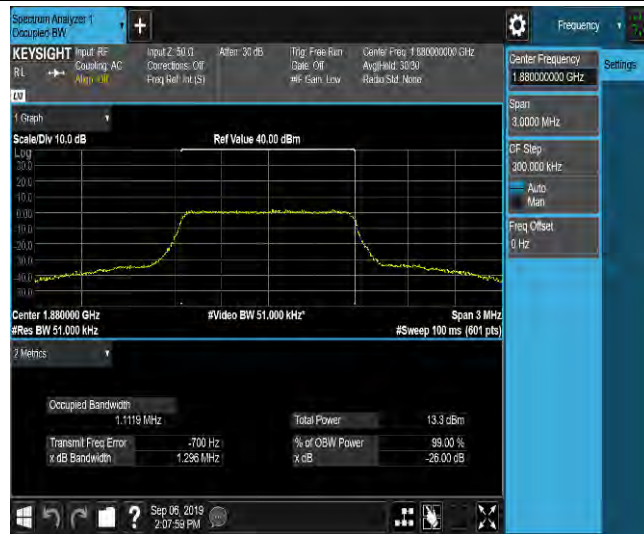 Spectrum Analyzer 1
Occupied BW
+
Frequency
KEYSIGHT
Input: RF
Coupling: AC
Align: Off
Input Z: 50 Ω
Corrections: Off
Freq Ref: Int (S)
Atten: 30 dB
Trig: Free Run
Gate: Off
#IF Gain: Low
Center Freq: 1.880000000 GHz
Avg|Hold: 30/30
Radio Std: None
RL
LXI
Center Frequency
1.880000000 GHz
Settings
Span
3.0000 MHz
CF Step
300.000 kHz
Auto
Man
Freq Offset
0 Hz
1 Graph
Scale/Div 10.0 dB
Ref Value 40.00 dBm
Log
30.0
20.0
10.0
0.00
-10.0
-20.0
-30.0
-40.0
-50.0
Center 1.880000 GHz
#Video BW 51.000 kHz*
Span 3 MHz
#Res BW 51.000 kHz
#Sweep 100 ms (601 pts)
2 Metrics
Occupied Bandwidth
1.1119 MHz
Total Power
13.3 dBm
Transmit Freq Error
-700 Hz
% of OBW Power
99.00 %
x dB Bandwidth
1.296 MHz
x dB
-26.00 dB
?
Sep 06, 2019
2:07:59 PM